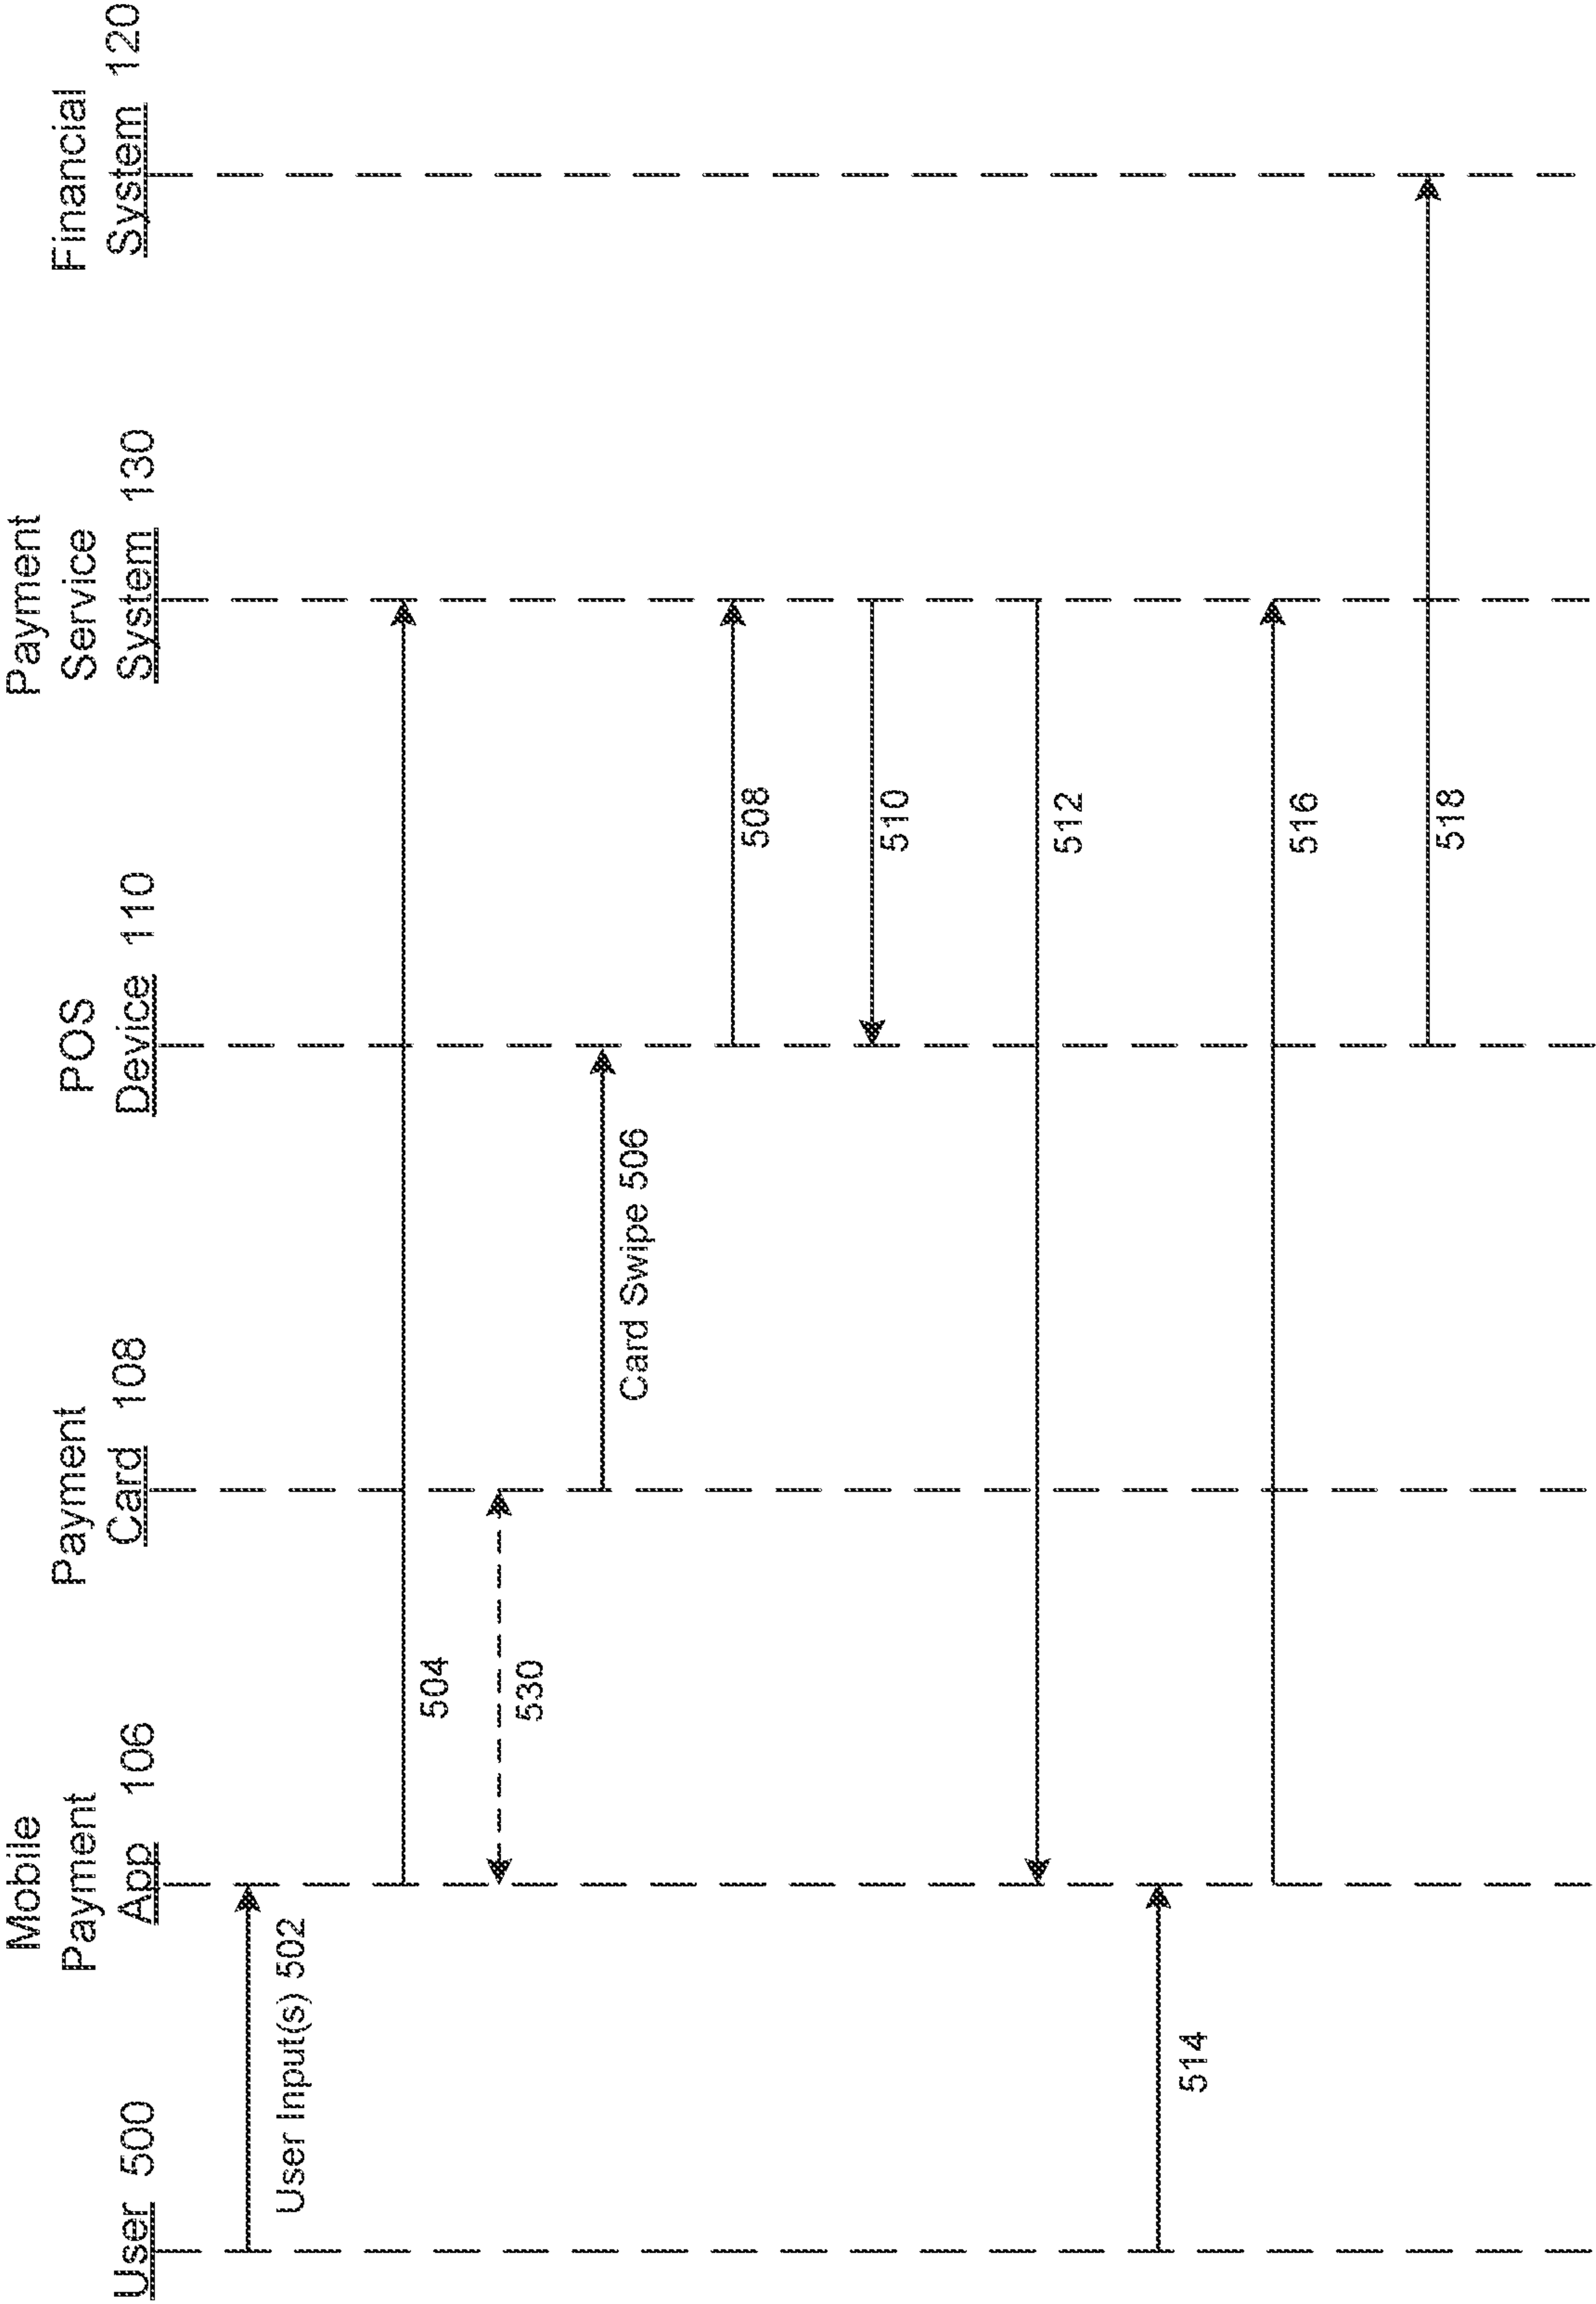 User 500
Mobile
Payment
App 106
Payment
Card 108
POS
Device 110
Payment
Service
System 130
Financial
System 120
User Input(s) 502
504
530
Card Swipe 506
508
510
512
514
516
518